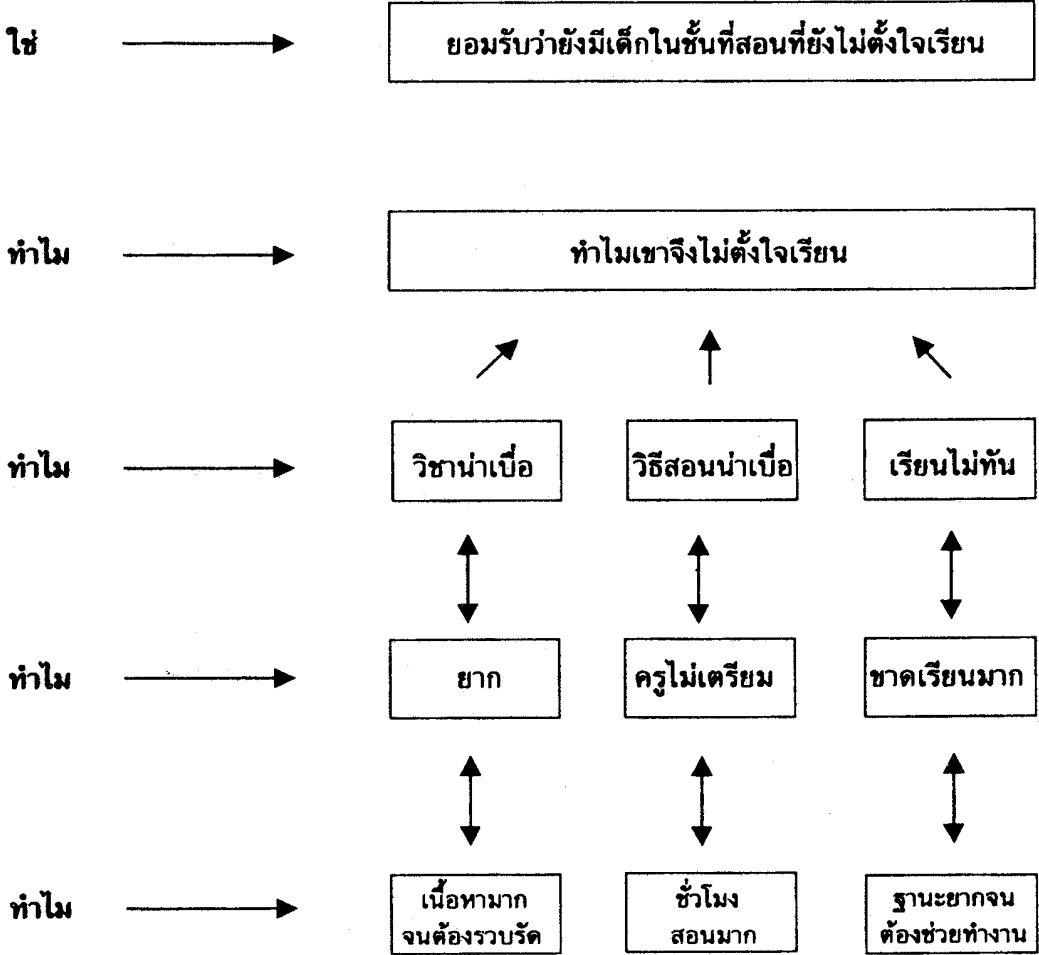 ใช่
ยอมรับว่ายังมีเด็กในชั้นที่สอนที่ยังไม่ตั้งใจเรียน
ทำไม
ทำไมเขาจึงไม่ตั้งใจเรียน
ทำไม
วิชาน่าเบื่อ
วิธีสอนน่าเบื่อ
เรียนไม่ทัน
ทำไม
ยาก
ครูไม่เตรียม
ขาดเรียนมาก
ทำไม
เนื้อหามาก
จนต้องรวบรัด
ชั่วโมง
สอนมาก
ฐานะยากจน
ต้องช่วยทำงาน